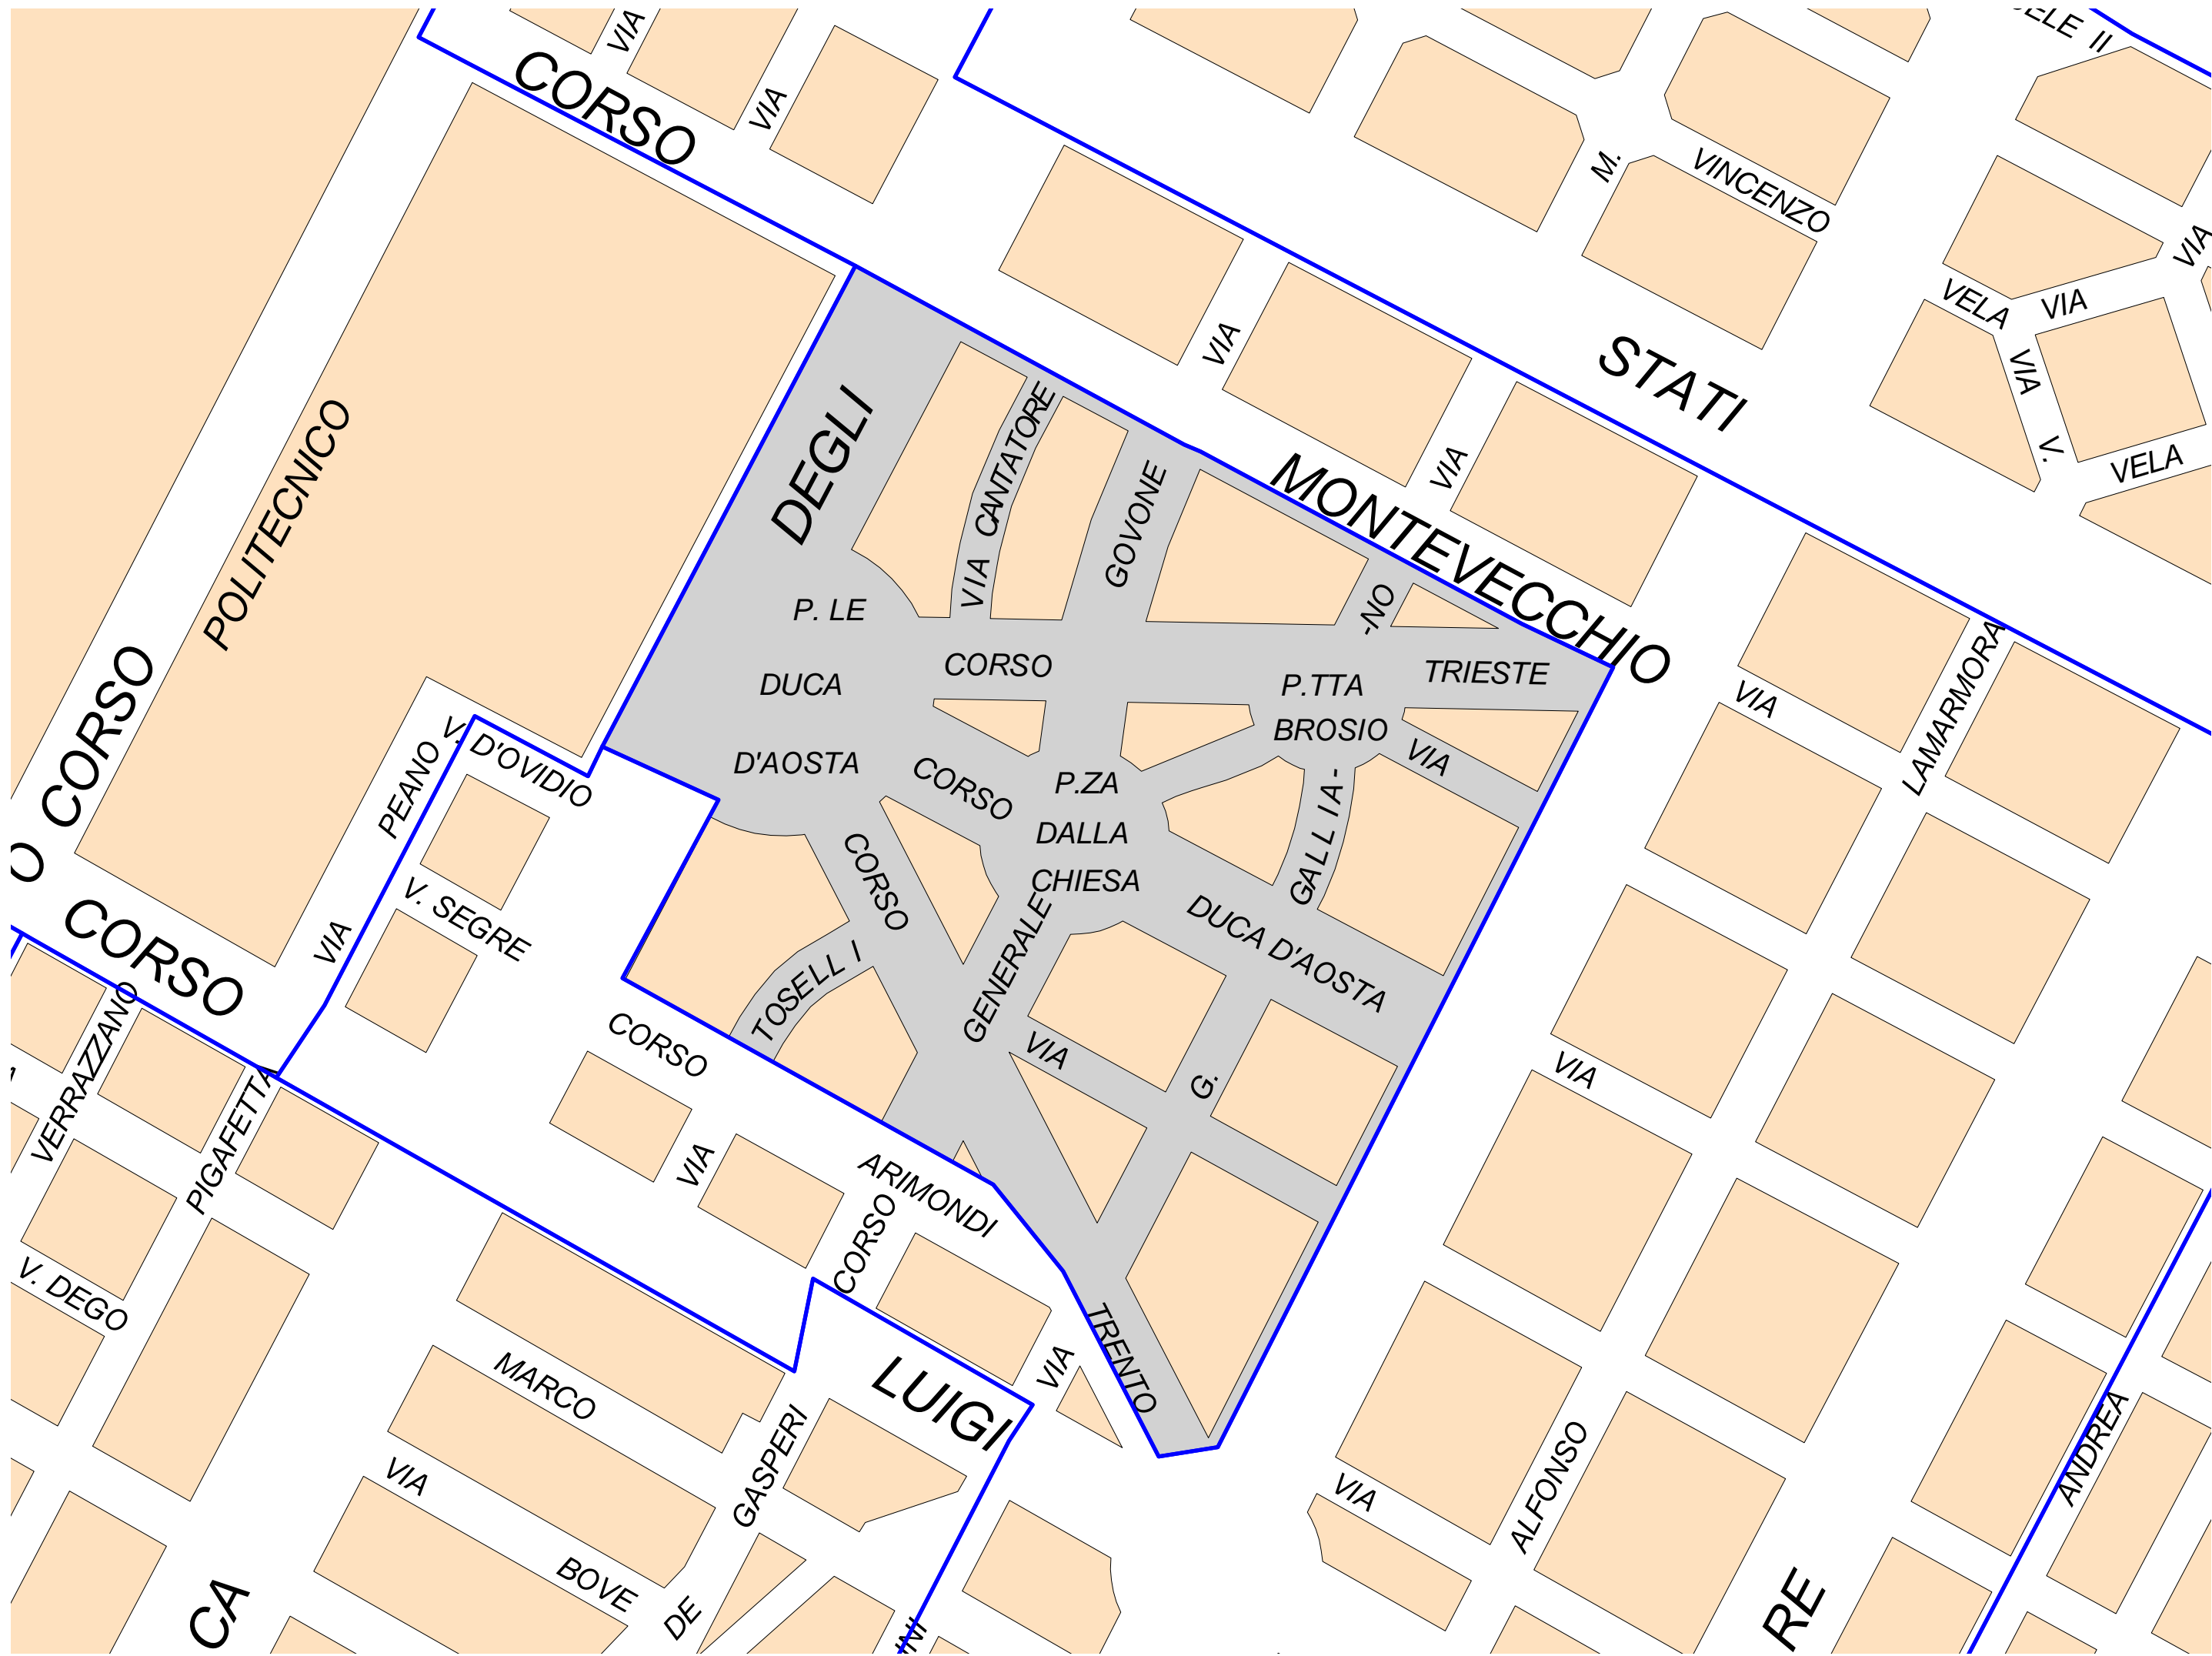 VIA
CORSO
VIA
M.
VINCENZO
VIA
VELA
VIA
VIA
V.
VELA
STATI
VIA
VIA
DEGLI
VIA CANTATORE
GOVONE
MONTEVECCHIO
POLITECNICO
P. LE
DUCA
D'AOSTA
CORSO
-NO
TRIESTE
P.TTA
BROSIO
VIA
VIA
LAMARMORA
CORSO
PEANO
V. D'OVIDIO
CORSO
P.ZA
DALLA
CHIESA
GALLIA-
CORSO
V. SEGRE
VIA
CORSO
DUCA D'AOSTA
GENERALE
TOSELLI
VERRAZZANO
PIGAFETTA
CORSO
VIA
G.
VIA
VIA
ARIMONDI
CORSO
V. DEGO
TRENTO
VIA
LUIGI
MARCO
VIA
GASPERI
VIA
ALFONSO
ANDREA
BOVE
DE
CA
RE